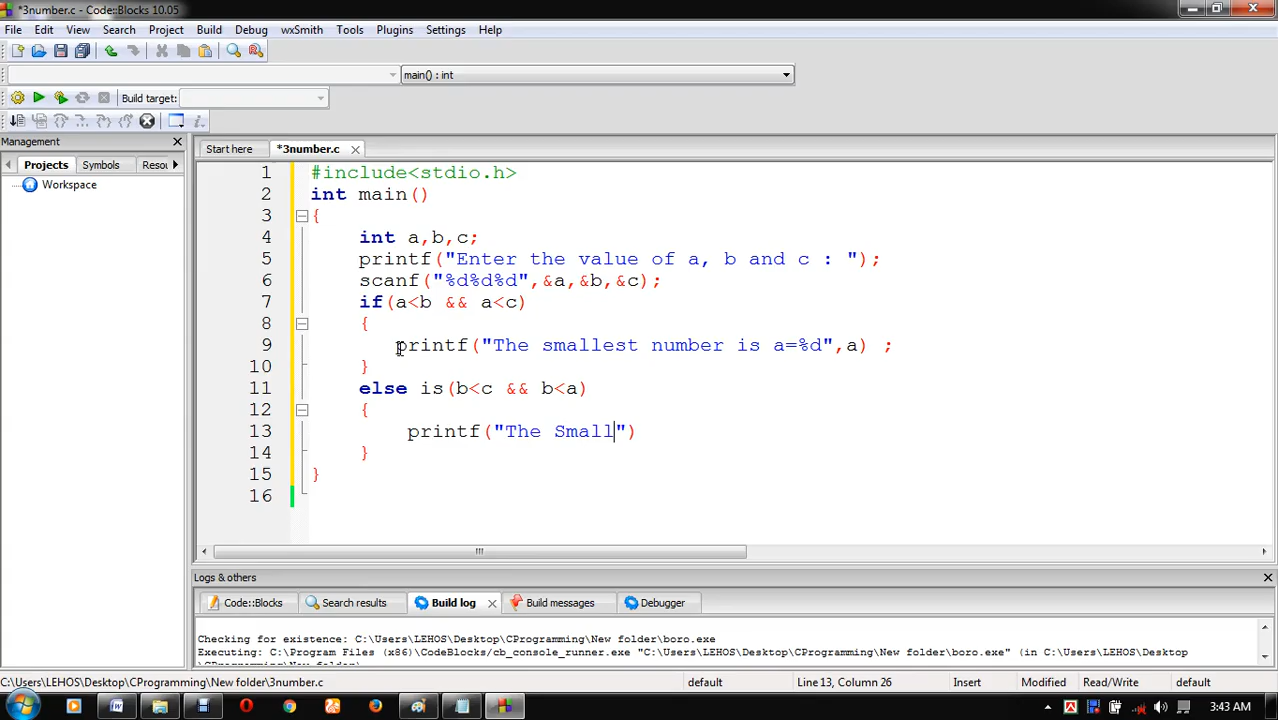 *3number.c - Code::Blocks 10.05
File Edit View Search Project Build Debug wxSmith Tools Plugins Settings Help
main() : int
Build target:
Management
Start here *3number.c
Projects Symbols Resou
Workspace
1 #include<stdio.h>
2 int main()
3 {
4 int a,b,c;
5 printf("Enter the value of a, b and c : ");
6 scanf("%d%d%d",&a,&b,&c);
7 if(a<b && a<c)
8 {
9 printf("The smallest number is a=%d",a) ;
10 }
11 else is(b<c && b<a)
12 {
13 printf("The Small")
14 }
15 }
16
Logs & others
Code::Blocks Search results Build log Build messages Debugger
Checking for existence: C:\Users\LEHOS\Desktop\CProgramming\New folder\boro.exe
Executing: C:\Program Files (x86)\CodeBlocks/cb_console_runner.exe "C:\Users\LEHOS\Desktop\CProgramming\New folder\boro.exe" (in C:\Users\LEHOS\Desktop
\CProgramming\New folder\
C:\Users\LEHOS\Desktop\CProgramming\New folder\3number.c default Line 13, Column 26 Insert Modified Read/Write default
3:43 AM